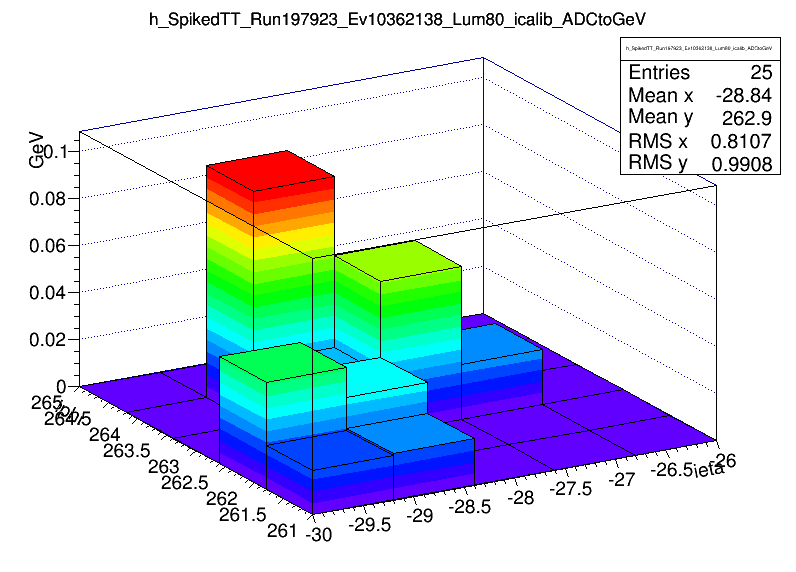 h_SpikedTT_Run197923_Ev10362138_Lum80_icalib_ADCtoGeV
h_SpikedTT_Run197923_Ev10362138_Lum80_icalib_ADCtoGeV
Entries 25
Mean x -28.84
Mean y 262.9
RMS x 0.8107
RMS y 0.9908
GeV
0.1
0.08
0.06
0.04
0.02
0
265
264.5
264
263.5
263
262.5
262
261.5
261
-30
-29.5
-29
-28.5
-28
-27.5
-27
-26.5
-26
ieta